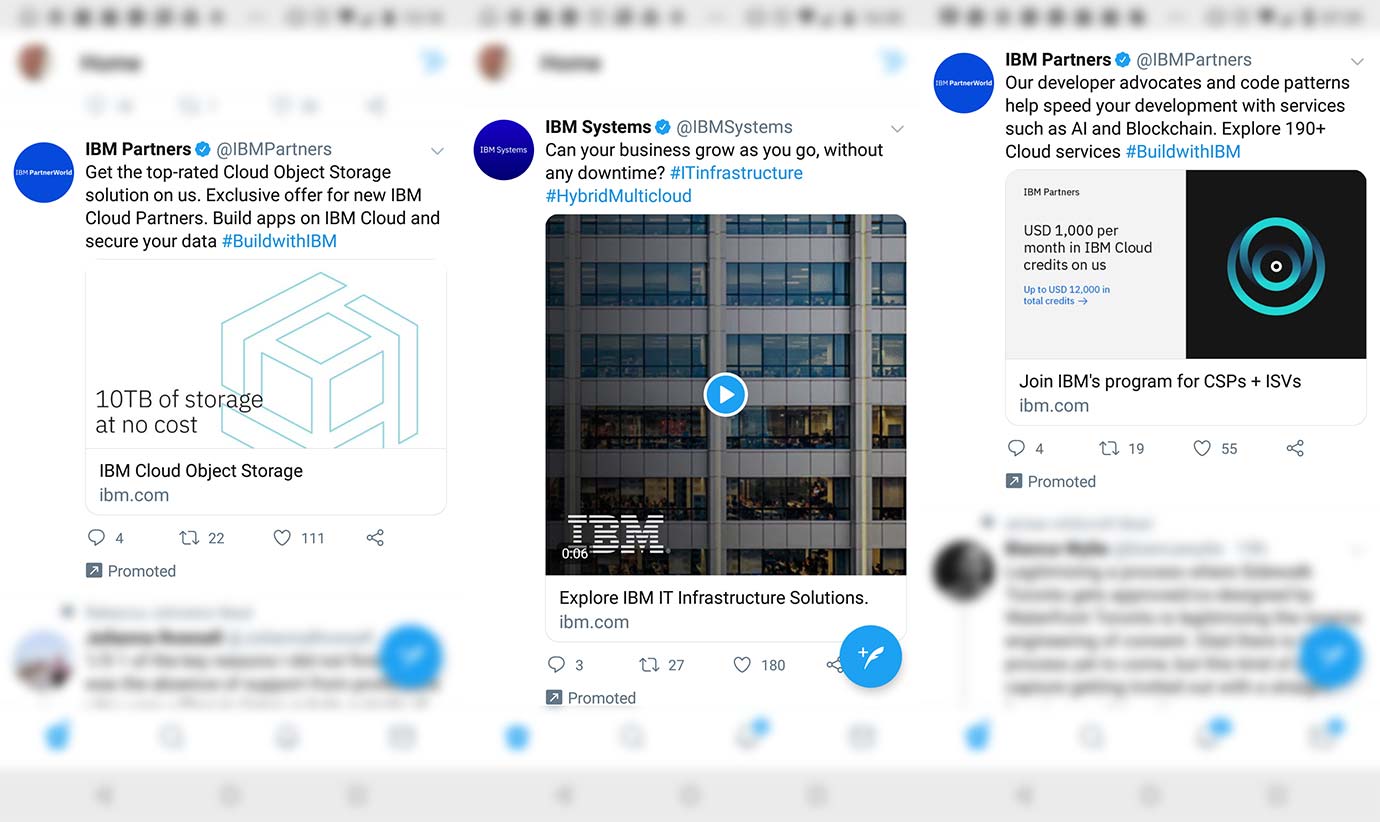 Home
IBM PartnerWorld
IBM Partners @IBMPartners
Get the top-rated Cloud Object Storage
solution on us. Exclusive offer for new IBM
Cloud Partners. Build apps on IBM Cloud and
secure your data #BuildwithIBM
10TB of storage
at no cost
IBM Cloud Object Storage
ibm.com
4 22 111
Promoted
Home
IBM Systems
IBM Systems @IBMSystems
Can your business grow as you go, without
any downtime? #ITinfrastructure
#HybridMulticloud
IBM
0:06
Explore IBM IT Infrastructure Solutions.
ibm.com
3 27 180
Promoted
IBM PartnerWorld
IBM Partners @IBMPartners
Our developer advocates and code patterns
help speed your development with services
such as AI and Blockchain. Explore 190+
Cloud services #BuildwithIBM
IBM Partners
USD 1,000 per
month in IBM Cloud
credits on us
Up to USD 12,000 in
total credits →
Join IBM's program for CSPs + ISVs
ibm.com
4 19 55
Promoted